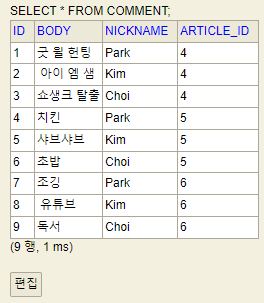 SELECT * FROM COMMENT;
ID BODY NICKNAME ARTICLE_ID
1 굿 윌 헌팅 Park 4
2 아이 엠 샘 Kim 4
3 쇼생크 탈출 Choi 4
4 치킨 Park 5
5 샤브샤브 Kim 5
6 초밥 Choi 5
7 조깅 Park 6
8 유튜브 Kim 6
9 독서 Choi 6
(9 행, 1 ms)
편집